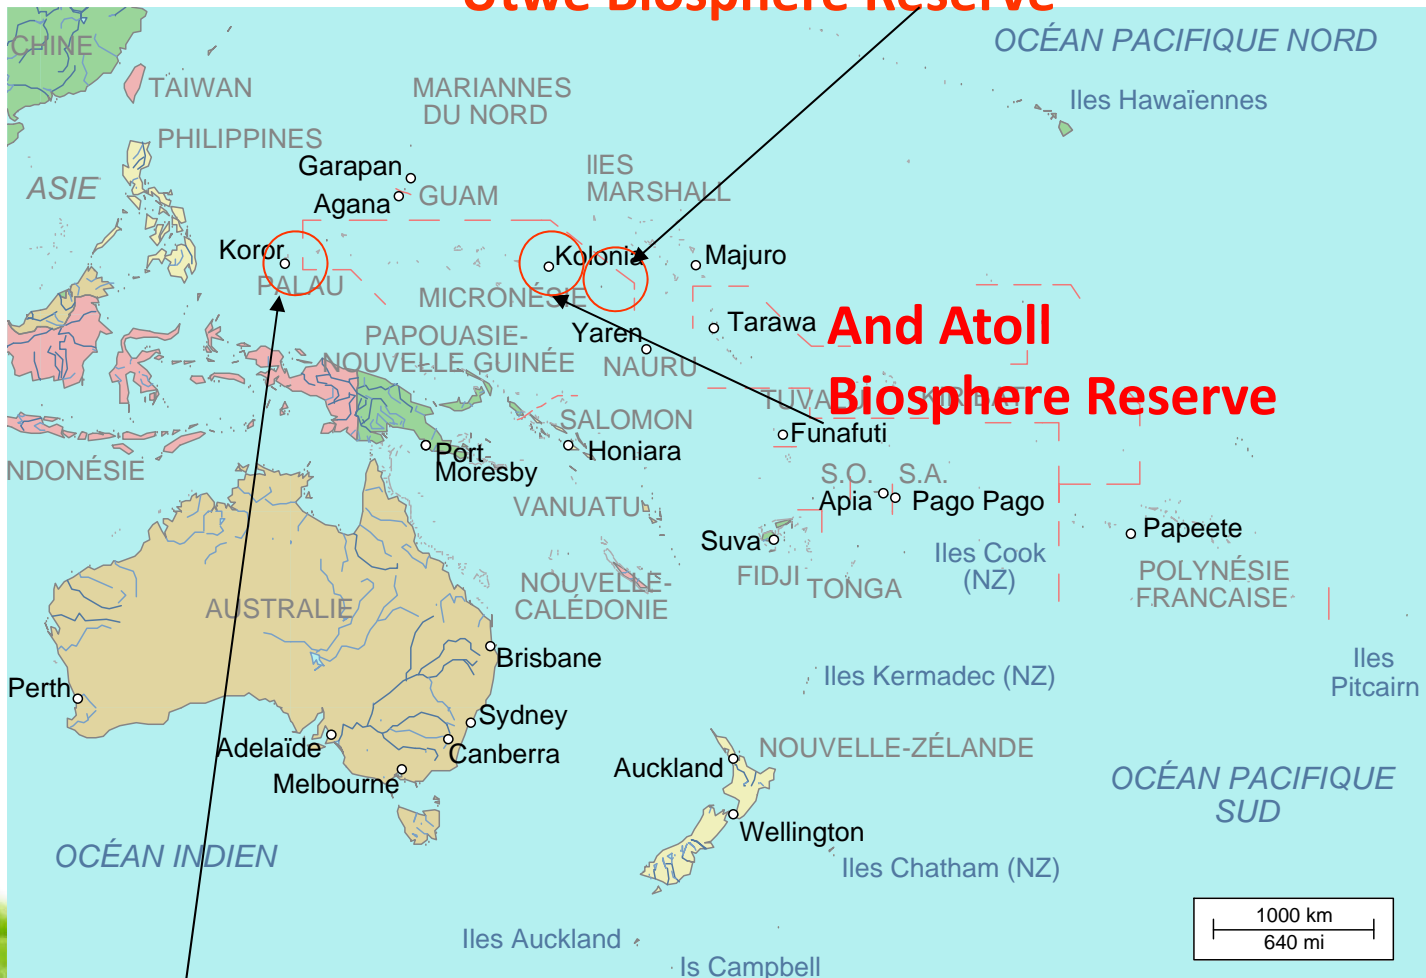 Utwe Biosphere Reserve
OCÉAN PACIFIQUE NORD
CHINE
TAIWAN
MARIANNES
DU NORD
Iles Hawaïennes
PHILIPPINES
Garapan
IlES
MARSHALL
ASIE
GUAM
Agana
Koror
Kolonia
Majuro
PALAU
MICRONÉSIE
And Atoll
Biosphere Reserve
Tarawa
PAPOUASIE-
NOUVELLE GUINÉE
Yaren
NAURU
TUVALU
KIRIBATI
SALOMON
Funafuti
Port
Moresby
Honiara
NDONÉSIE
S.O.
S.A.
VANUATU
Apia
Pago Pago
Suva
Papeete
Iles Cook
(NZ)
FIDJI
TONGA
NOUVELLE-
CALÉDONIE
POLYNÉSIE
FRANCAISE
AUSTRALIE
Brisbane
Iles Kermadec (NZ)
Iles
Pitcairn
Perth
Sydney
Adelaïde
Canberra
NOUVELLE-ZÉLANDE
Auckland
Melbourne
OCÉAN PACIFIQUE
SUD
Wellington
OCÉAN INDIEN
Iles Chatham (NZ)
1000 km
640 mi
Iles Auckland
Is Campbell